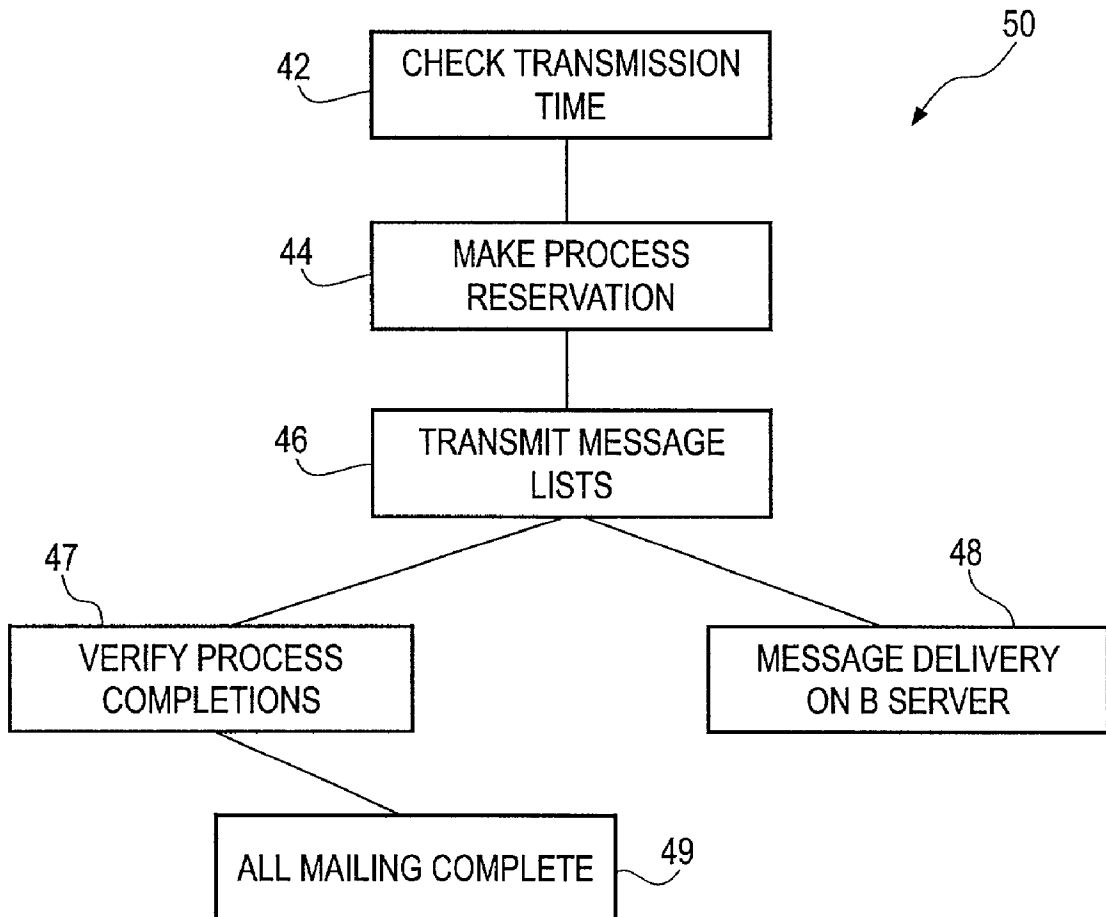 50
42
CHECK TRANSMISSION
TIME
44
MAKE PROCESS
RESERVATION
46
TRANSMIT MESSAGE
LISTS
47
VERIFY PROCESS
COMPLETIONS
48
MESSAGE DELIVERY
ON B SERVER
ALL MAILING COMPLETE
49